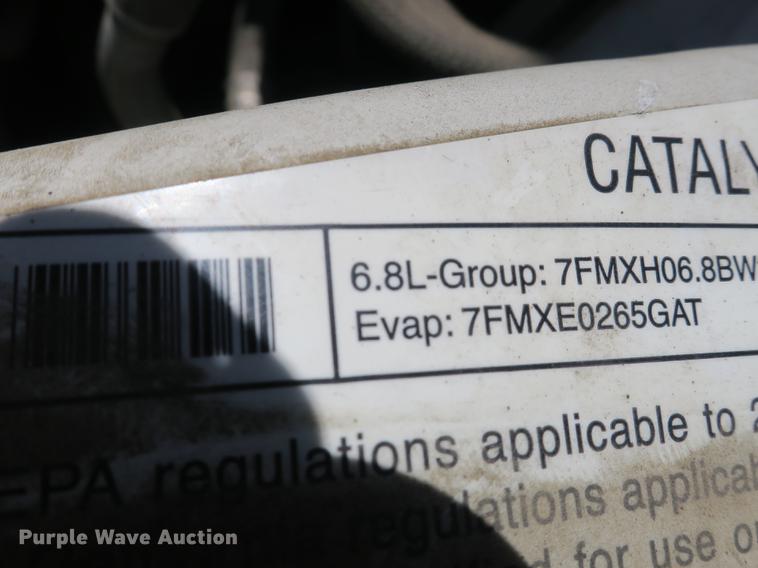 CATALY
6.8L-Group: 7FMXH06.8BW
Evap: 7FMXE0265GAT
EPA regulations applicable to 2
regulations applicab
for use o
Purple Wave Auction